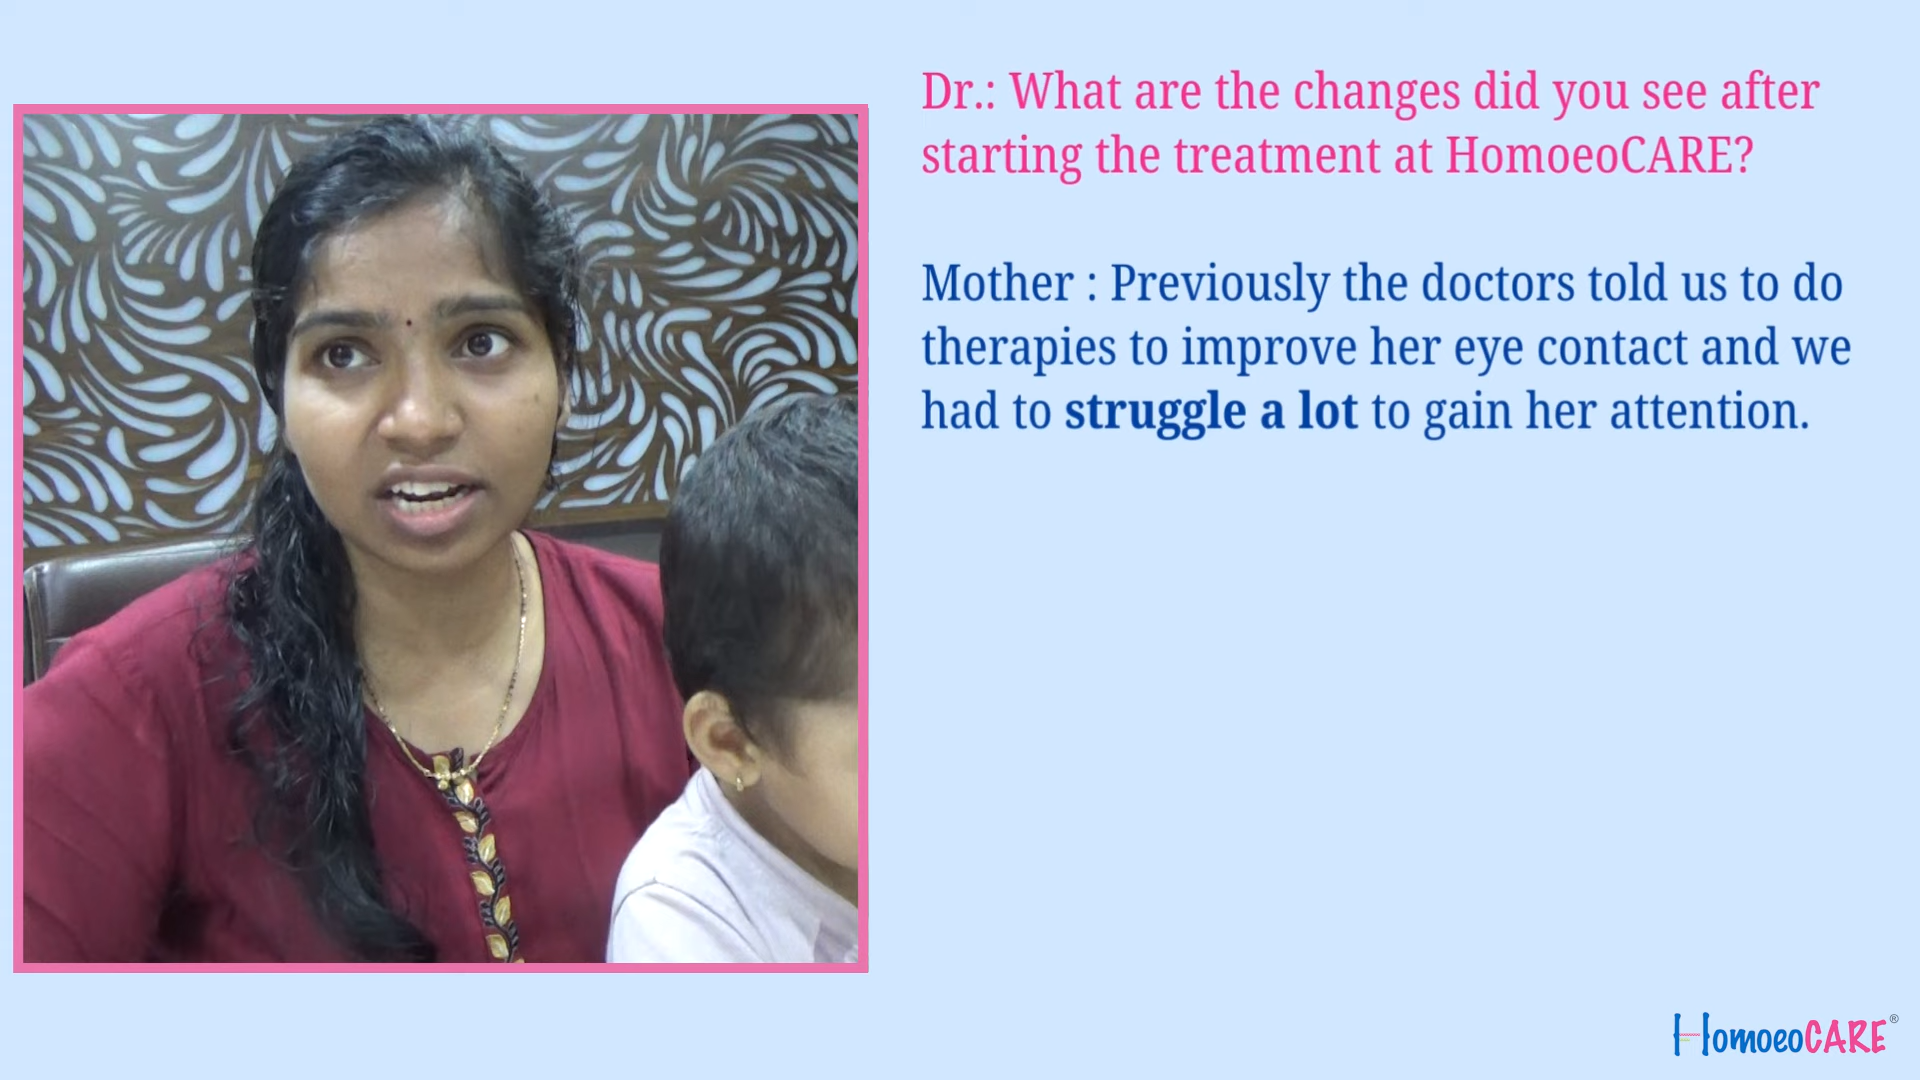 Dr.: What are the changes did you see after
starting the treatment at HomoeoCARE?
Mother : Previously the doctors told us to do
therapies to improve her eye contact and we
had to struggle a lot to gain her attention.
HomoeoCARE®